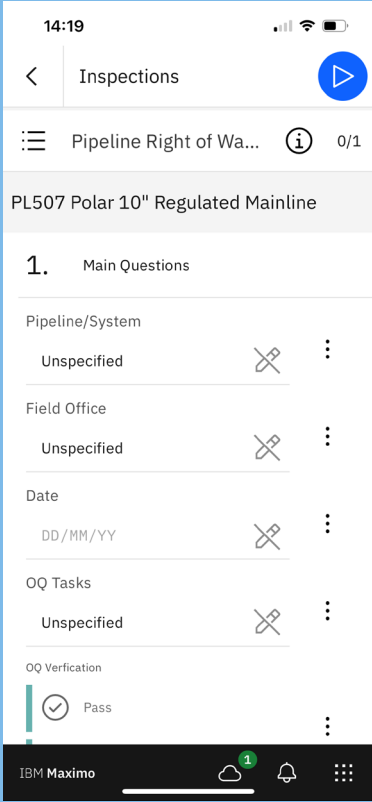 14:19
Inspections
Pipeline Right of Wa...
0/1
PL507 Polar 10" Regulated Mainline
1. Main Questions
Pipeline/System
Unspecified
Field Office
Unspecified
Date
DD/MM/YY
OQ Tasks
Unspecified
OQ Verfication
Pass
IBM Maximo
1